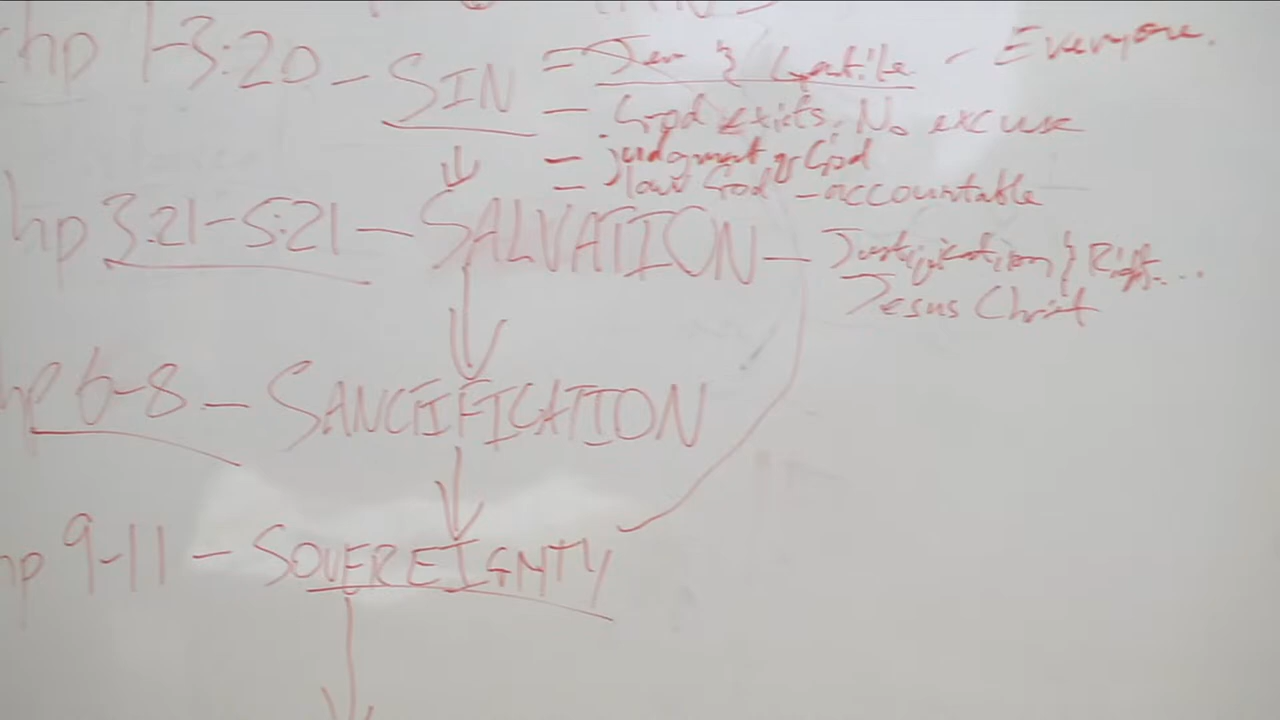 chp 1-3:20 - SIN = Jew & Gentile - Everyone.
- God exists. No excuse
- judgment of God
- law God - accountable
hp 3:21-5:21 - SALVATION - Justification } Right....
Jesus Christ
hp 6-8 - SANCTIFICATION
hp 9-11 - SOVEREIGNTY